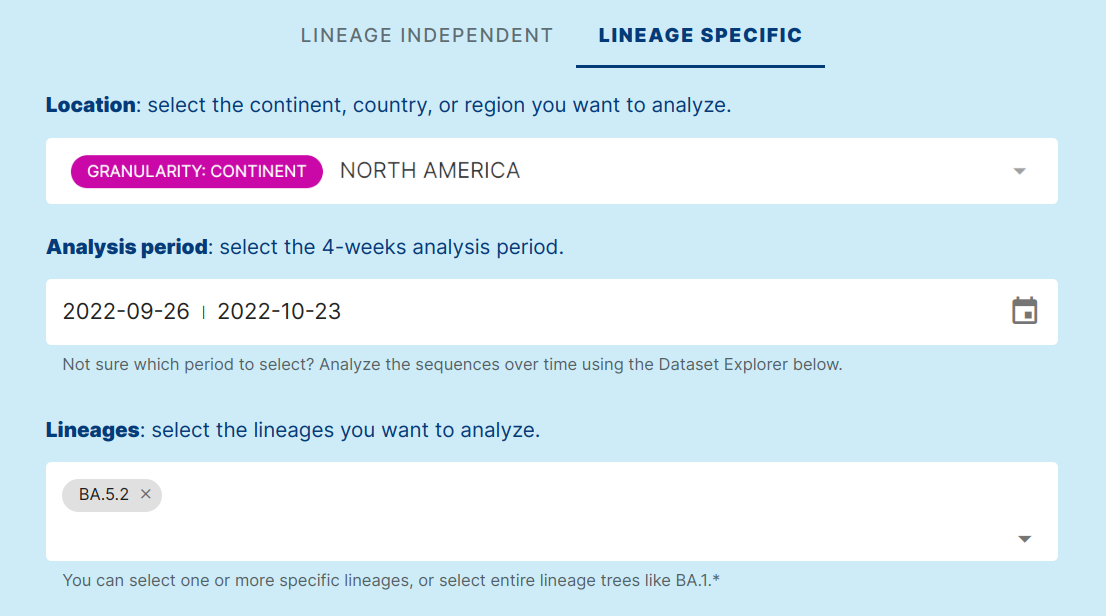 LINEAGE INDEPENDENT LINEAGE SPECIFIC
Location: select the continent, country, or region you want to analyze.
GRANULARITY: CONTINENT NORTH AMERICA
Analysis period: select the 4-weeks analysis period.
2022-09-26 | 2022-10-23
Not sure which period to select? Analyze the sequences over time using the Dataset Explorer below.
Lineages: select the lineages you want to analyze.
BA.5.2 ×
You can select one or more specific lineages, or select entire lineage trees like BA.1.*